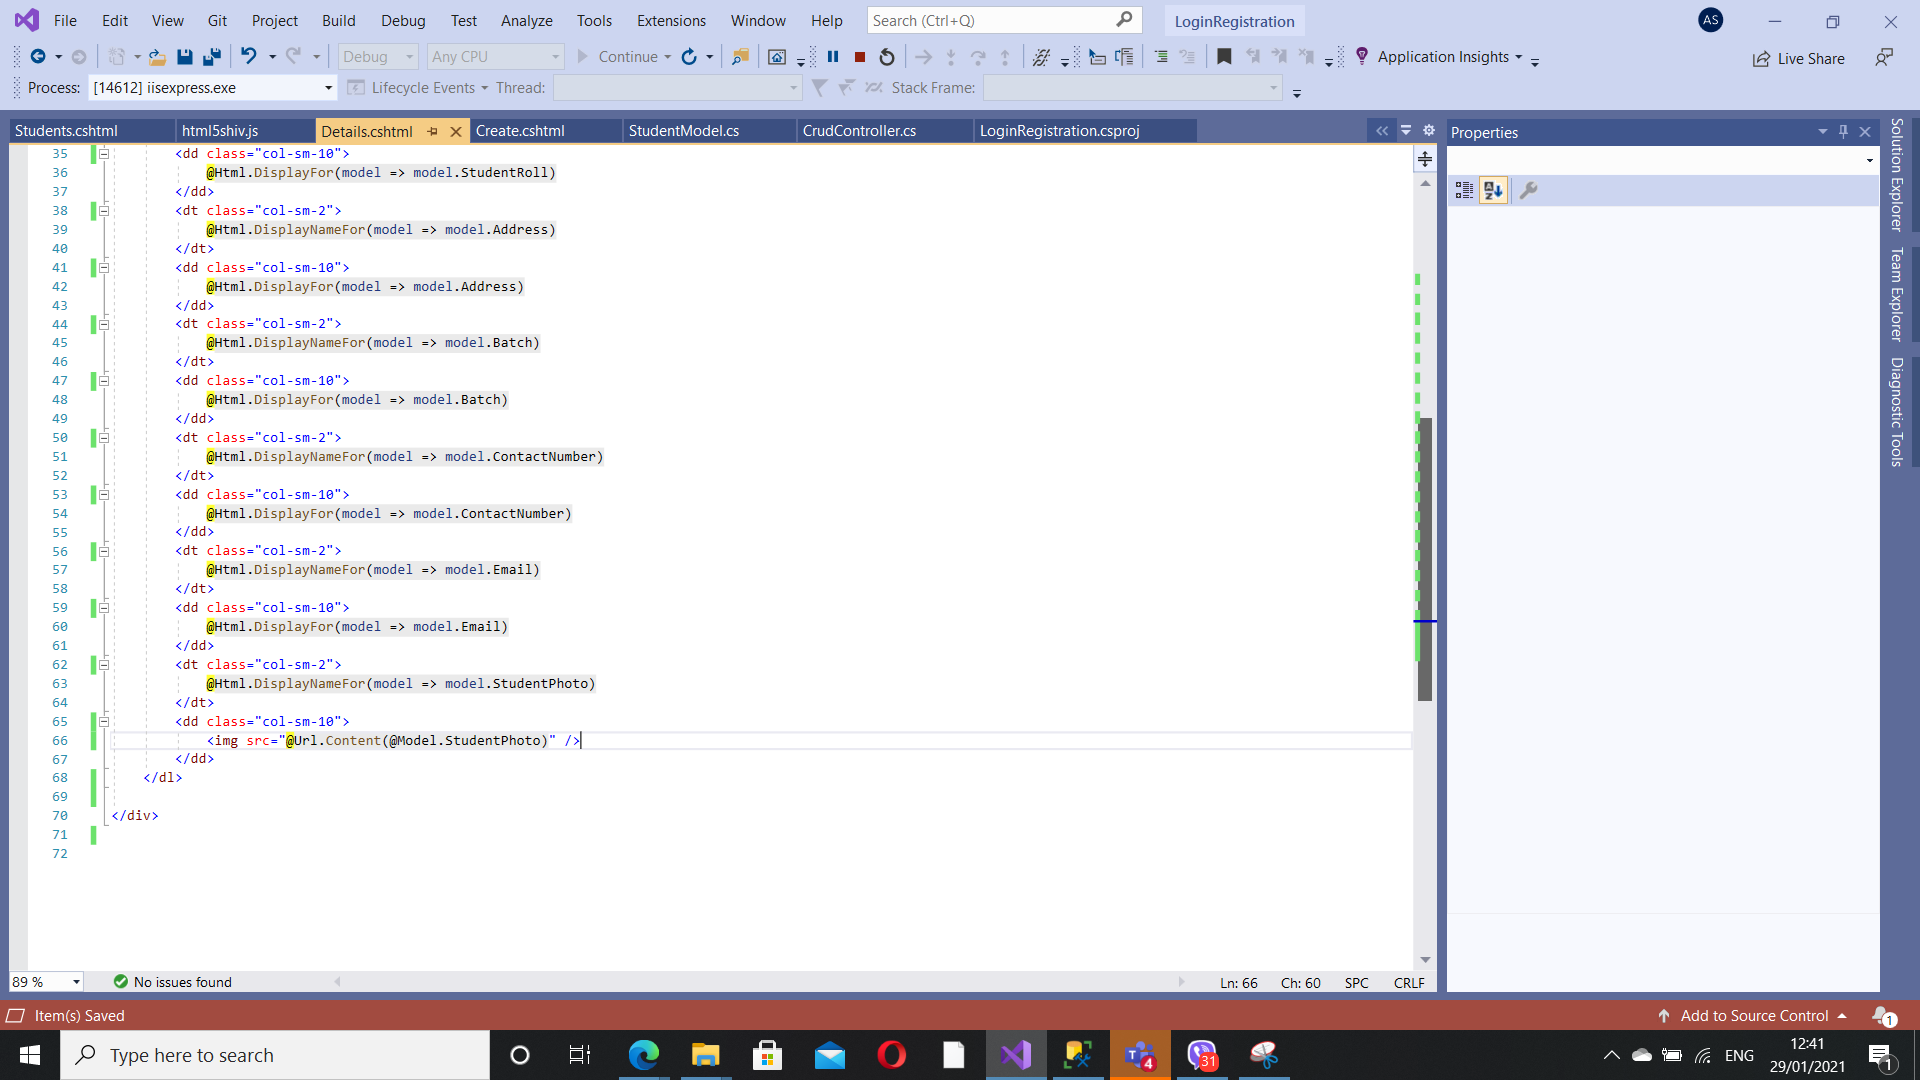 File Edit View Git Project Build Debug Test Analyze Tools Extensions Window Help Search (Ctrl+Q) LoginRegistration AS
Debug Any CPU Continue Application Insights Live Share
Process: [14612] iisexpress.exe Lifecycle Events Thread: Stack Frame:
Students.cshtml html5shiv.js Details.cshtml Create.cshtml StudentModel.cs CrudController.cs LoginRegistration.csproj
35 <dd class="col-sm-10">
36 @Html.DisplayFor(model => model.StudentRoll)
37 </dd>
38 <dt class="col-sm-2">
39 @Html.DisplayNameFor(model => model.Address)
40 </dt>
41 <dd class="col-sm-10">
42 @Html.DisplayFor(model => model.Address)
43 </dd>
44 <dt class="col-sm-2">
45 @Html.DisplayNameFor(model => model.Batch)
46 </dt>
47 <dd class="col-sm-10">
48 @Html.DisplayFor(model => model.Batch)
49 </dd>
50 <dt class="col-sm-2">
51 @Html.DisplayNameFor(model => model.ContactNumber)
52 </dt>
53 <dd class="col-sm-10">
54 @Html.DisplayFor(model => model.ContactNumber)
55 </dd>
56 <dt class="col-sm-2">
57 @Html.DisplayNameFor(model => model.Email)
58 </dt>
59 <dd class="col-sm-10">
60 @Html.DisplayFor(model => model.Email)
61 </dd>
62 <dt class="col-sm-2">
63 @Html.DisplayNameFor(model => model.StudentPhoto)
64 </dt>
65 <dd class="col-sm-10">
66 <img src="@Url.Content(@Model.StudentPhoto)" />
67 </dd>
68 </dl>
69
70 </div>
71
72
89 % No issues found Ln: 66 Ch: 60 SPC CRLF
Properties
Solution Explorer
Team Explorer
Diagnostic Tools
Item(s) Saved Add to Source Control 1
Type here to search 4 31 ENG 12:41
29/01/2021 1